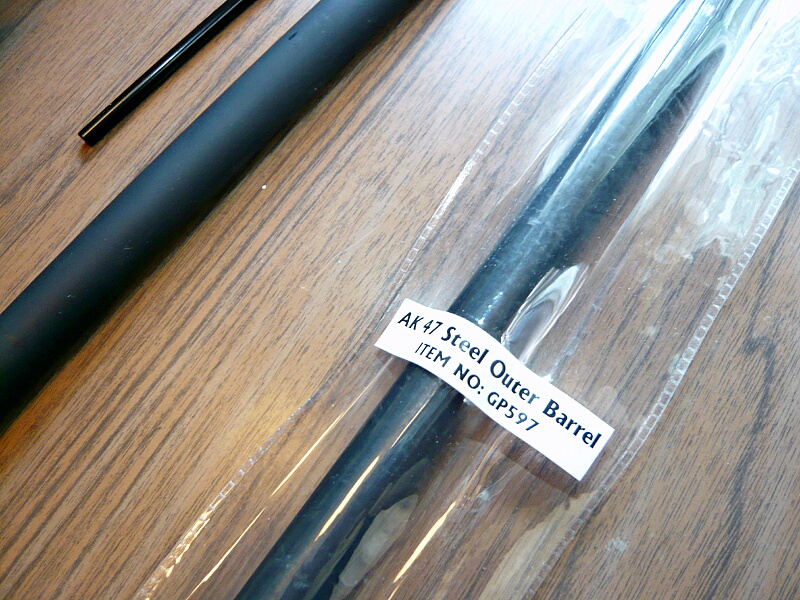 AK 47 Steel Outer Barrel
ITEM NO: GP597